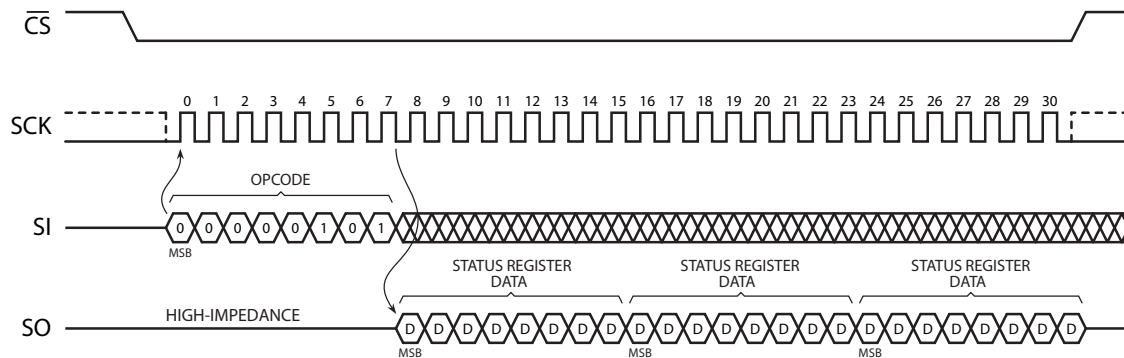 C̅S̅
0 1 2 3 4 5 6 7 8 9 10 11 12 13 14 15 16 17 18 19 20 21 22 23 24 25 26 27 28 29 30
SCK
OPCODE
SI 0 0 0 0 0 1 0 1
MSB
STATUS REGISTER
DATA
STATUS REGISTER
DATA
STATUS REGISTER
DATA
HIGH-IMPEDANCE
SO D D D D D D D D D D D D D D D D D D D D D D D D
MSB MSB MSB